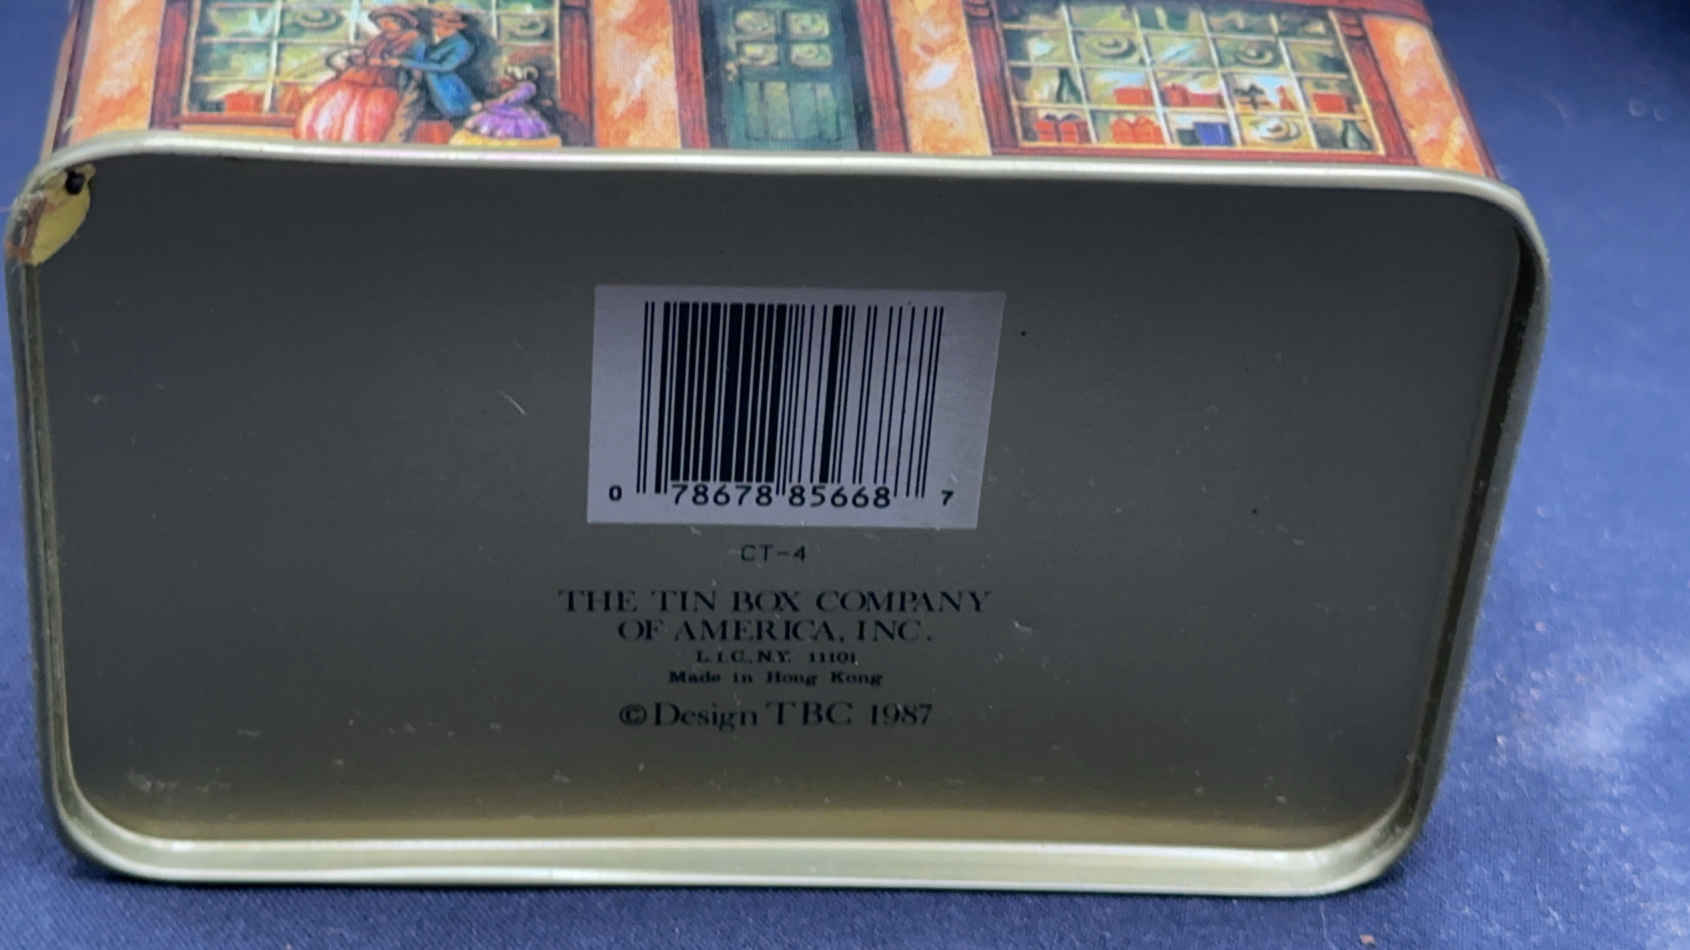 0 78678 85668 7
CT-4
THE TIN BOX COMPANY
OF AMERICA, INC.
L.I.C., N.Y. 11101
Made in Hong Kong
©Design TBC 1987